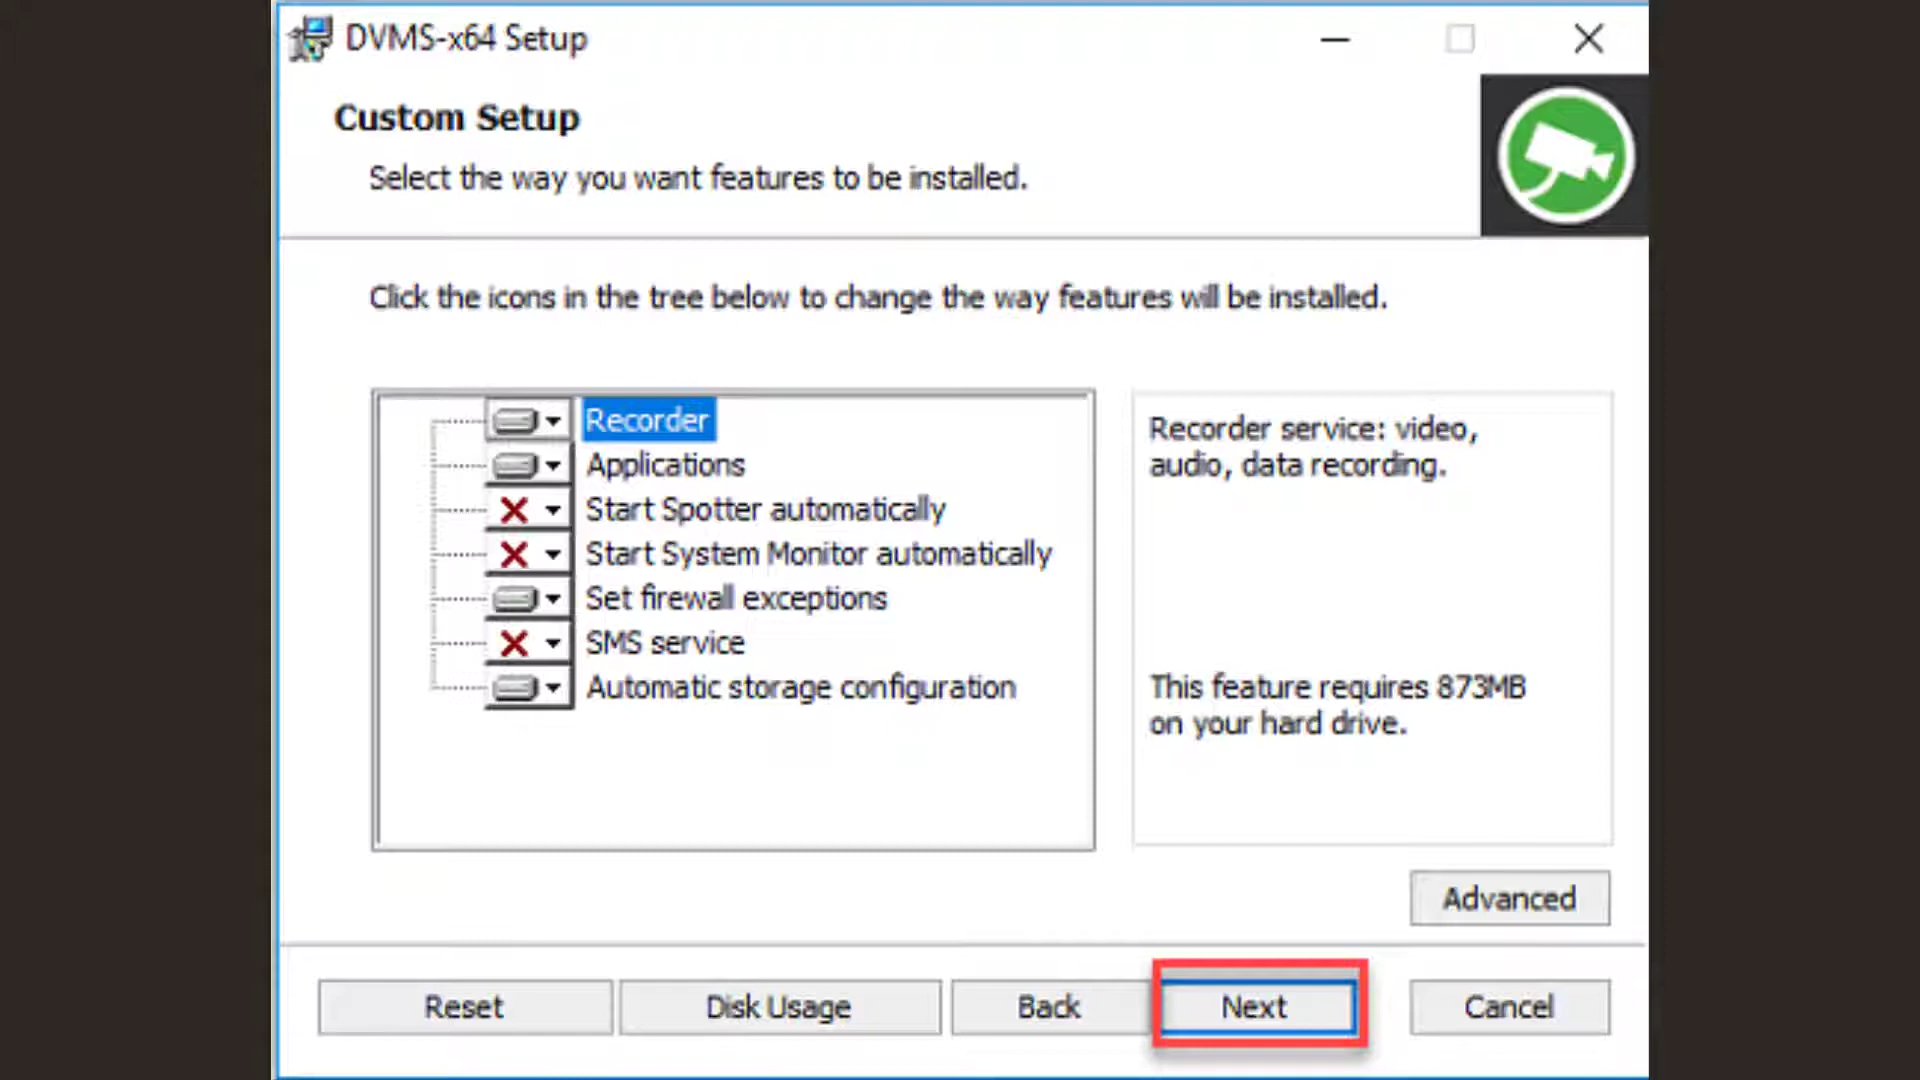 DVMS-x64 Setup
Custom Setup
Select the way you want features to be installed.
Click the icons in the tree below to change the way features will be installed.
Recorder
Applications
Start Spotter automatically
Start System Monitor automatically
Set firewall exceptions
SMS service
Automatic storage configuration
Recorder service: video,
audio, data recording.
This feature requires 873MB
on your hard drive.
Advanced
Reset
Disk Usage
Back
Next
Cancel